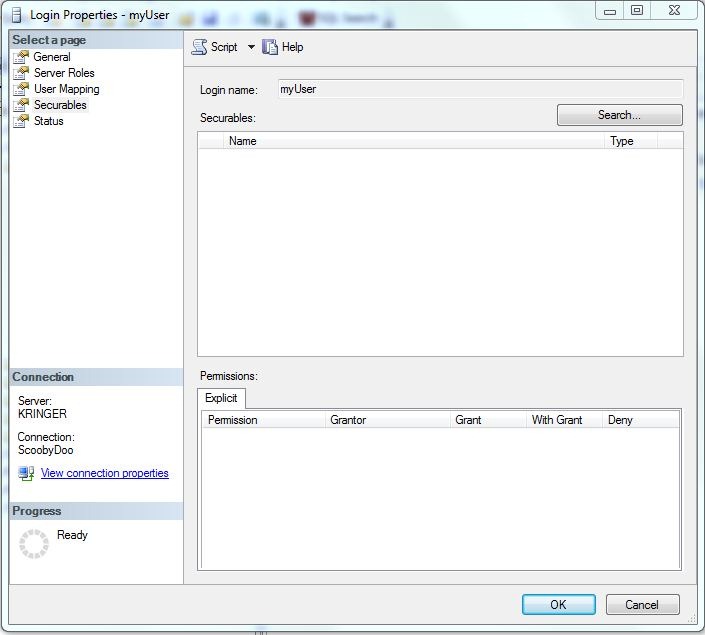 Login Properties - myUser
Select a page
General
Server Roles
User Mapping
Securables
Status
Script
Help
Login name: myUser
Securables:
Search...
Name Type
Permissions:
Explicit
Permission Grantor Grant With Grant Deny
Connection
Server:
KRINGER
Connection:
ScoobyDoo
View connection properties
Progress
Ready
OK Cancel